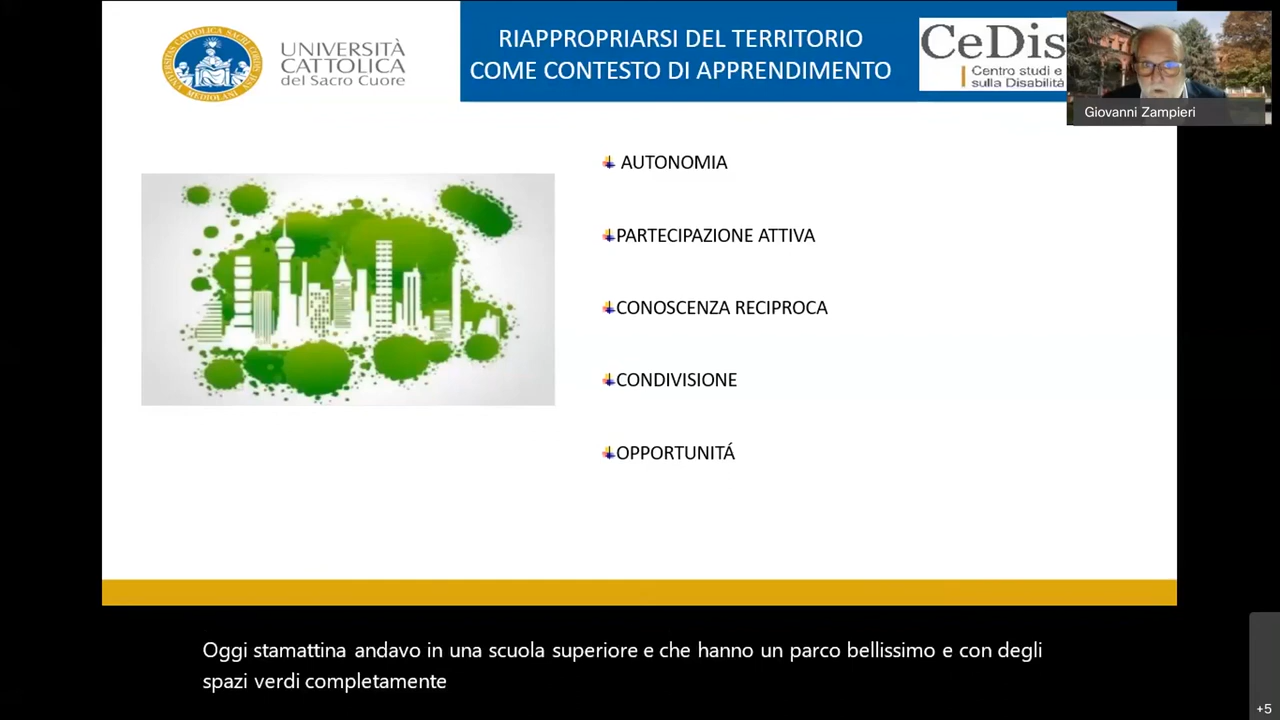 UNIVERSITÀ
CATTOLICA
del Sacro Cuore
RIAPPROPRIARSI DEL TERRITORIO
COME CONTESTO DI APPRENDIMENTO
CeDis
Centro studi e
sulla Disabilità
Giovanni Zampieri
AUTONOMIA
PARTECIPAZIONE ATTIVA
CONOSCENZA RECIPROCA
CONDIVISIONE
OPPORTUNITÁ
Oggi stamattina andavo in una scuola superiore e che hanno un parco bellissimo e con degli
spazi verdi completamente
+5